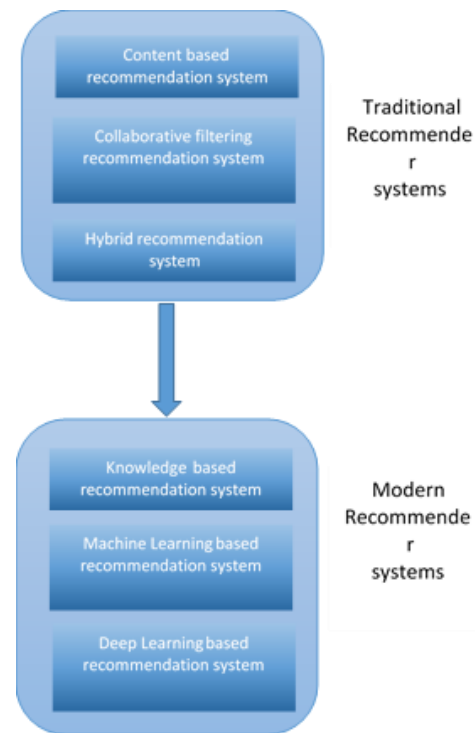 Content based
recommendation system
Collaborative filtering
recommendation system
Hybrid recommendation
system
Traditional
Recommende
r
systems
Knowledge based
recommendation system
Machine Learning based
recommendation system
Deep Learning based
recommendation system
Modern
Recommende
r
systems